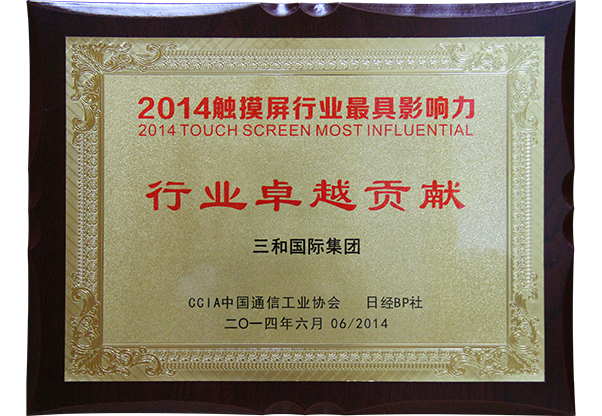 2014触摸屏行业最具影响力
2014 TOUCH SCREEN MOST INFLUENTIAL
行业卓越贡献
三和国际集团
CCIA中国通信工业协会 日经BP社
二〇一四年六月 06/2014